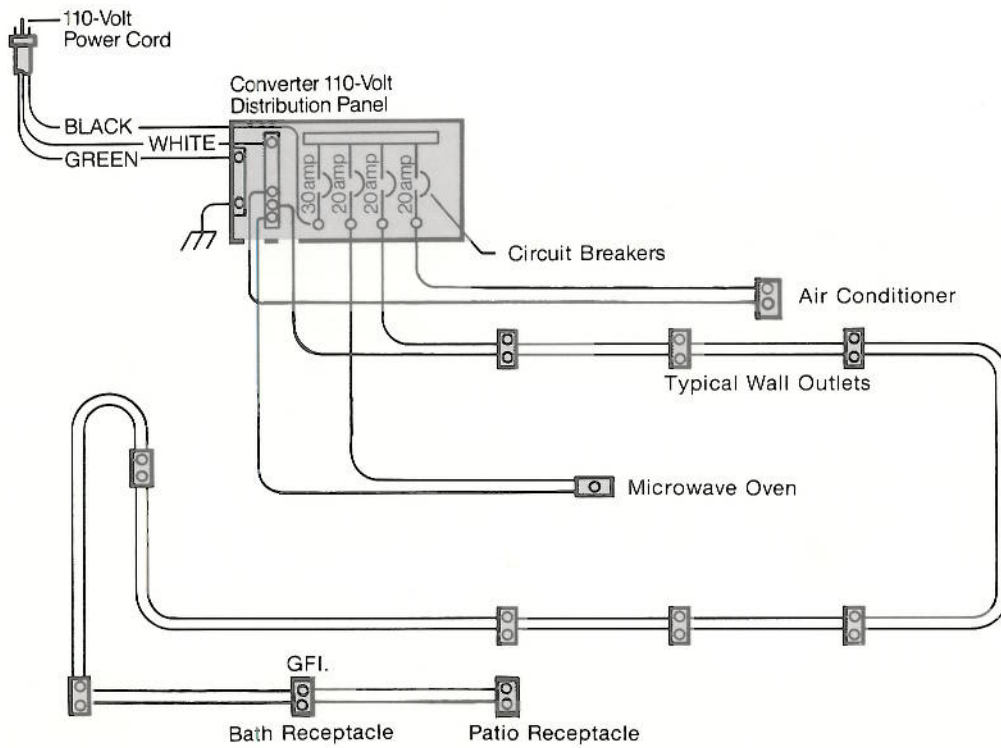 110-Volt
Power Cord
Converter 110-Volt
Distribution Panel
BLACK
WHITE
GREEN
30amp
20amp
20amp
20amp
Circuit Breakers
Air Conditioner
Typical Wall Outlets
Microwave Oven
GFI.
Bath Receptacle
Patio Receptacle